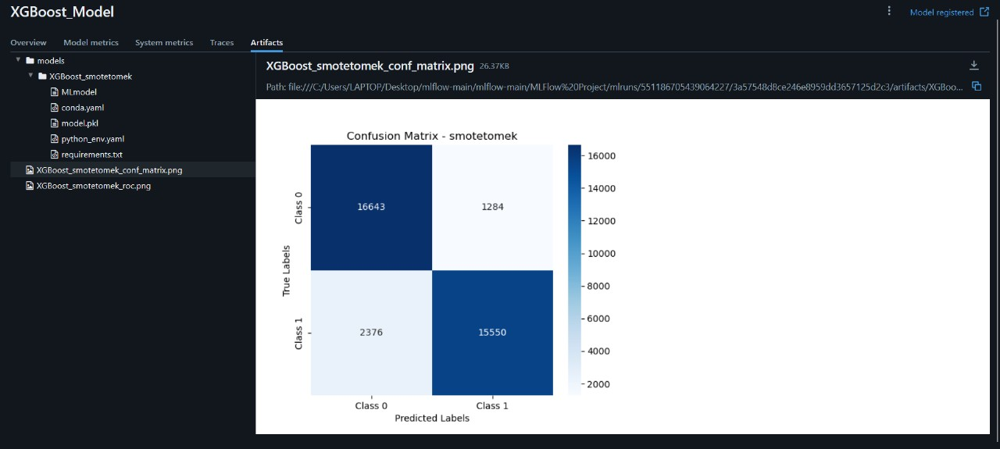 XGBoost_Model
Model registered
Overview Model metrics System metrics Traces Artifacts
models
XGBoost_smotetomek
MLmodel
conda.yaml
model.pkl
python_env.yaml
requirements.txt
XGBoost_smotetomek_conf_matrix.png
XGBoost_smotetomek_roc.png
XGBoost_smotetomek_conf_matrix.png 26.37KB
Path: file:///C:/Users/LAPTOP/Desktop/mlflow-main/mlflow-main/MLFlow%20Project/mlruns/551186705439064227/3a57548d8ce246e8959dd3657125d2c3/artifacts/XGBoo...
Confusion Matrix - smotetomek
True Labels
Class 0
16643 1284
Class 1
2376 15550
Class 0 Class 1
Predicted Labels
16000
14000
12000
10000
8000
6000
4000
2000